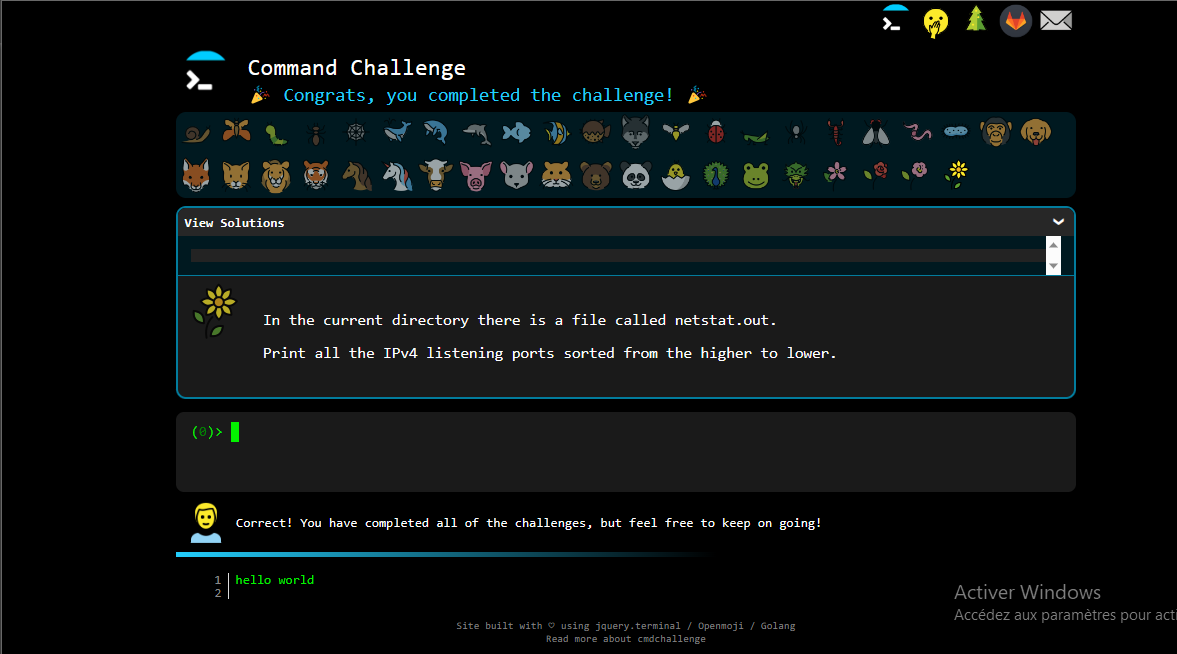 Command Challenge
Congrats, you completed the challenge!
View Solutions
In the current directory there is a file called netstat.out.
Print all the IPv4 listening ports sorted from the higher to lower.
(0)>
Correct! You have completed all of the challenges, but feel free to keep on going!
1 hello world
2
Activer Windows
Accédez aux paramètres pour acti
Site built with ♡ using jquery.terminal / Openmoji / Golang
Read more about cmdchallenge